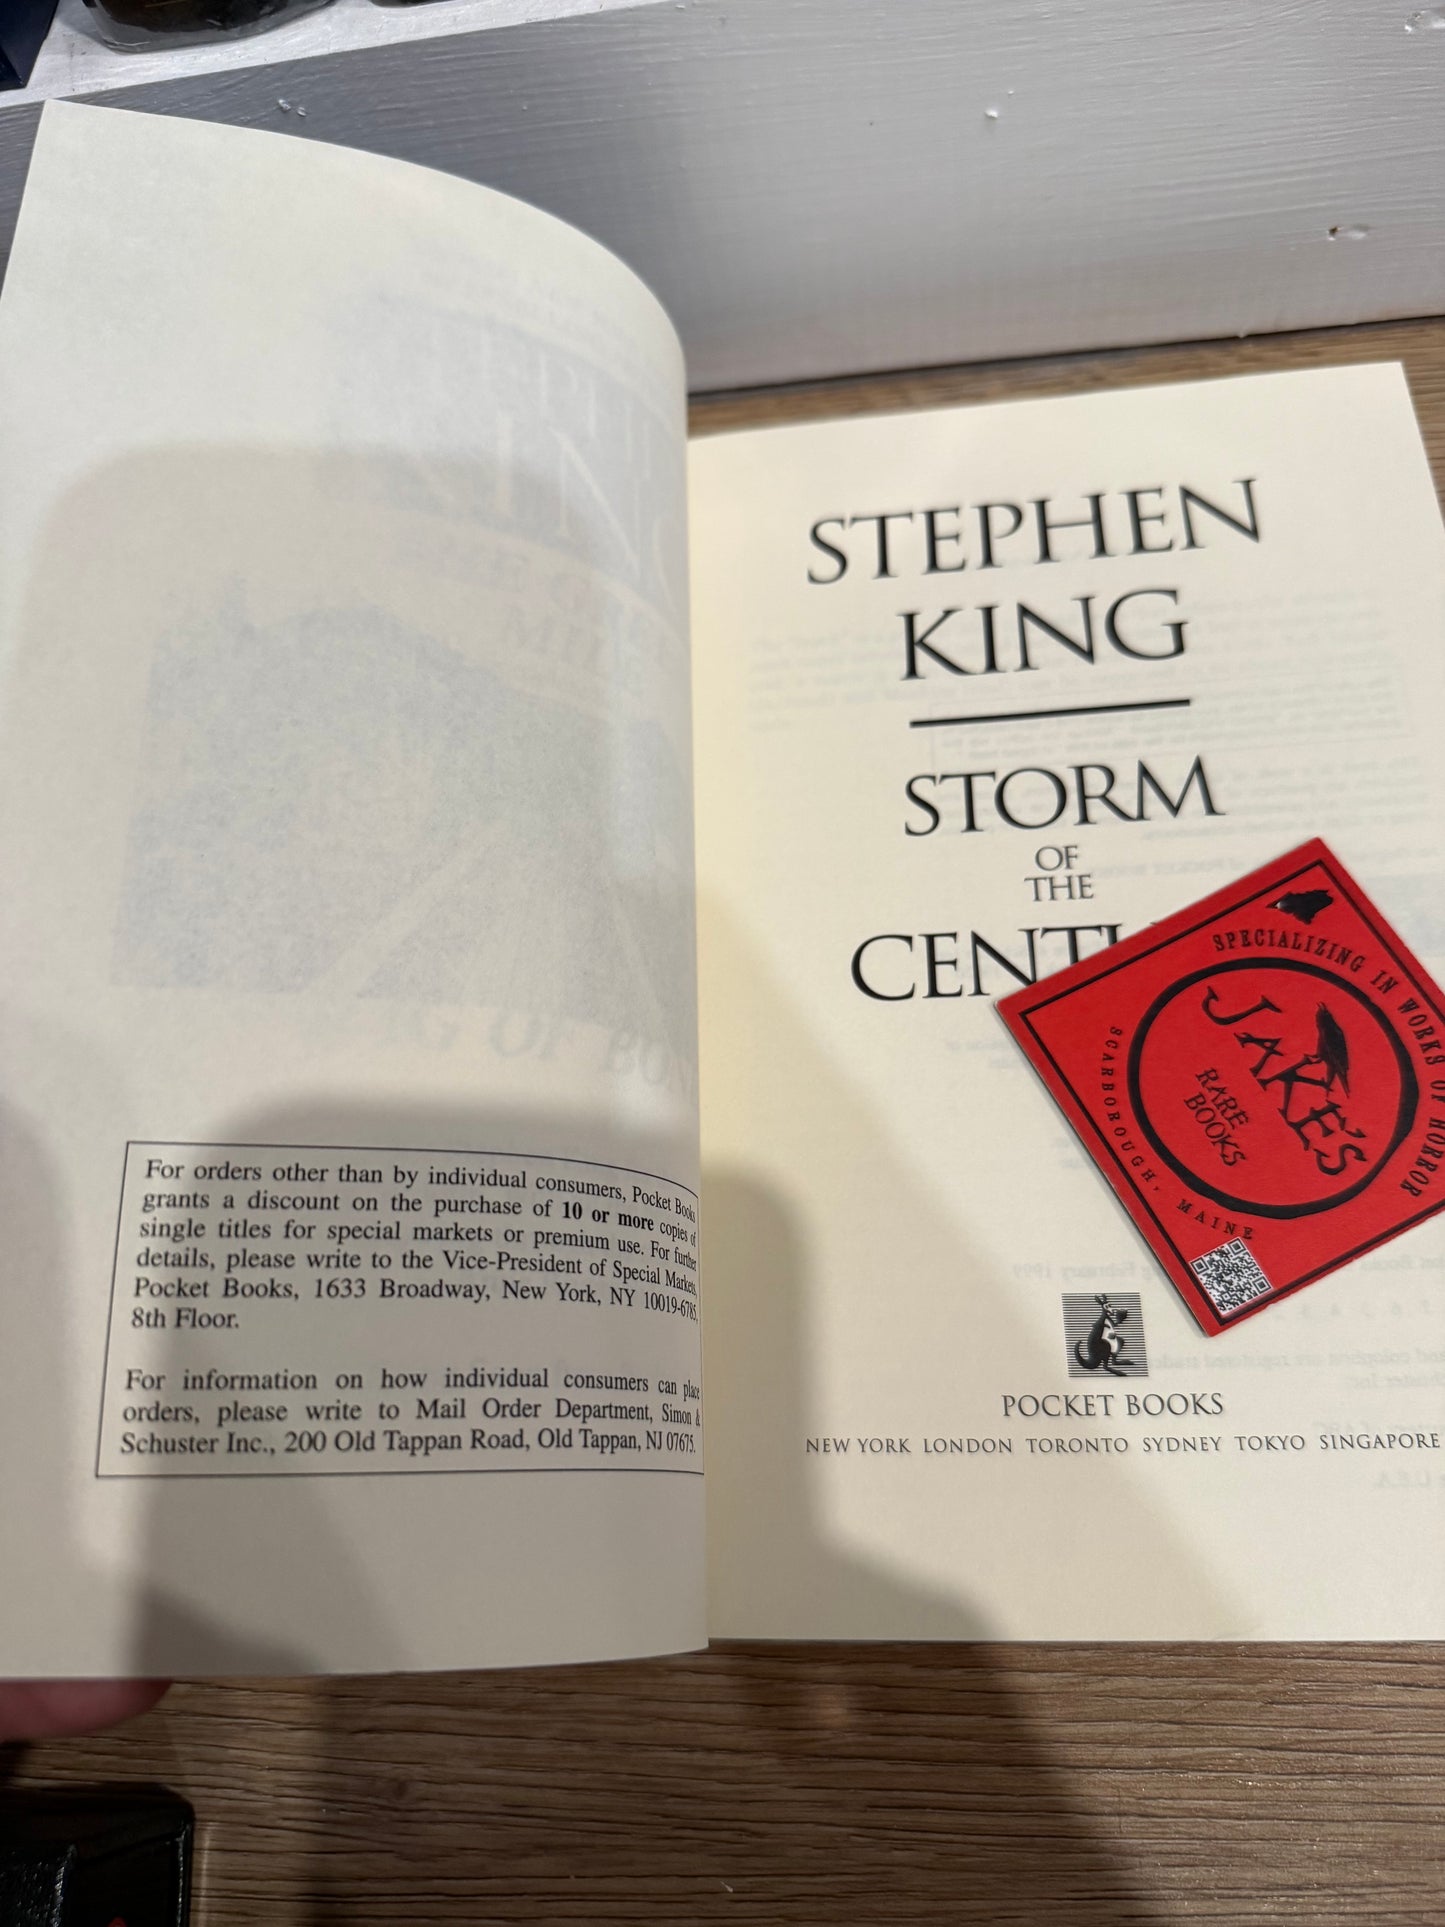 For orders other than by individual consumers, Pocket Books
grants a discount on the purchase of 10 or more copies of
single titles for special markets or premium use. For further
details, please write to the Vice-President of Special Markets,
Pocket Books, 1633 Broadway, New York, NY 10019-6785,
8th Floor.
For information on how individual consumers can place
orders, please write to Mail Order Department, Simon &
Schuster Inc., 200 Old Tappan Road, Old Tappan, NJ 07675.
STEPHEN
KING
STORM
OF
THE
SPECIALIZING IN WORKS OF HORROR
JAKE'S
RARE
BOOKS
SCARBOROUGH, MAINE
POCKET BOOKS
NEW YORK LONDON TORONTO SYDNEY TOKYO SINGAPORE